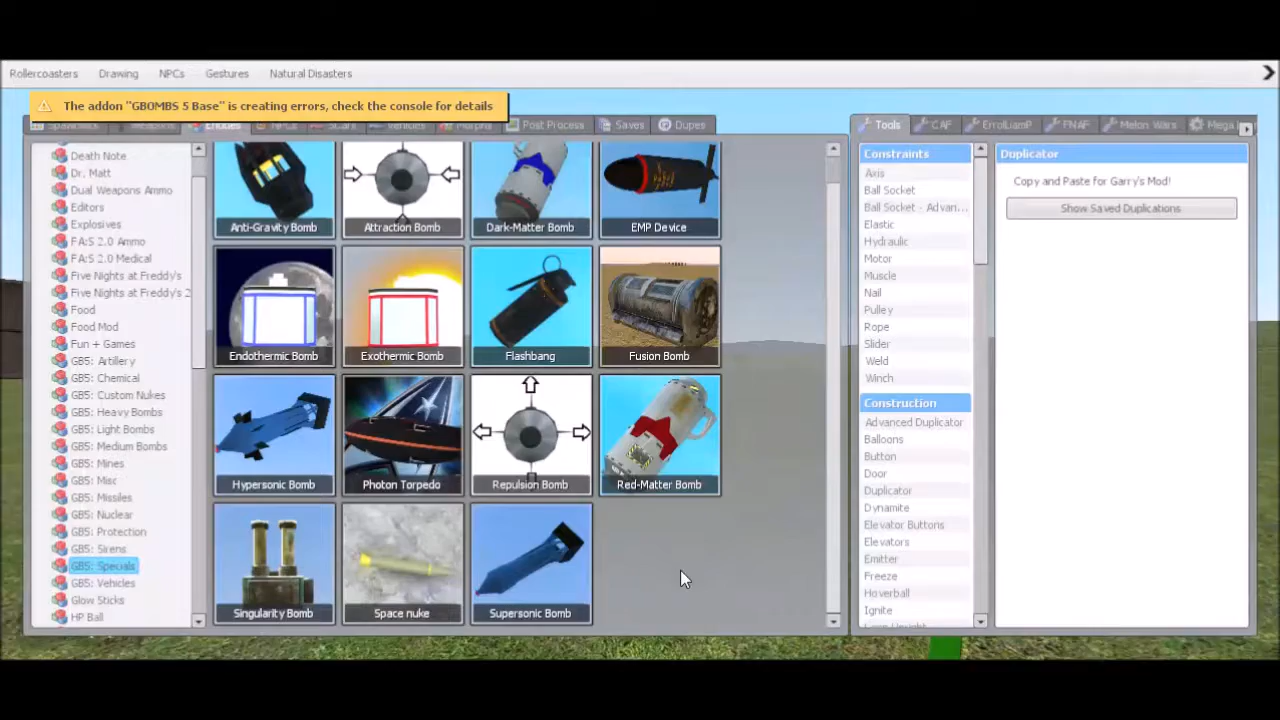 Rollercoasters Drawing NPCs Gestures Natural Disasters
The addon "GBOMBS 5 Base" is creating errors, check the console for details
Post Process Saves Dupes
Tools CAF ErrolLiamP FNAF Melon Wars Mega
Death Note
Dr. Matt
Dual Weapons Ammo
Editors
Explosives
FA:S 2.0 Ammo
FA:S 2.0 Medical
Five Nights at Freddy's
Five Nights at Freddy's 2
Food
Food Mod
Fun + Games
GB5: Artillery
GB5: Chemical
GB5: Custom Nukes
GB5: Heavy Bombs
GB5: Light Bombs
GB5: Medium Bombs
GB5: Mines
GB5: Misc
GB5: Missiles
GB5: Nuclear
GB5: Protection
GB5: Sirens
GB5: Specials
GB5: Vehicles
Glow Sticks
HP Ball
Anti-Gravity Bomb Attraction Bomb Dark-Matter Bomb EMP Device
Endothermic Bomb Exothermic Bomb Flashbang Fusion Bomb
Hypersonic Bomb Photon Torpedo Repulsion Bomb Red-Matter Bomb
Singularity Bomb Space nuke Supersonic Bomb
Constraints
Axis
Ball Socket
Ball Socket - Advan...
Elastic
Hydraulic
Motor
Muscle
Nail
Pulley
Rope
Slider
Weld
Winch
Construction
Advanced Duplicator
Balloons
Button
Door
Duplicator
Dynamite
Elevator Buttons
Elevators
Emitter
Freeze
Hoverball
Ignite
Duplicator
Copy and Paste for Garry's Mod!
Show Saved Duplications